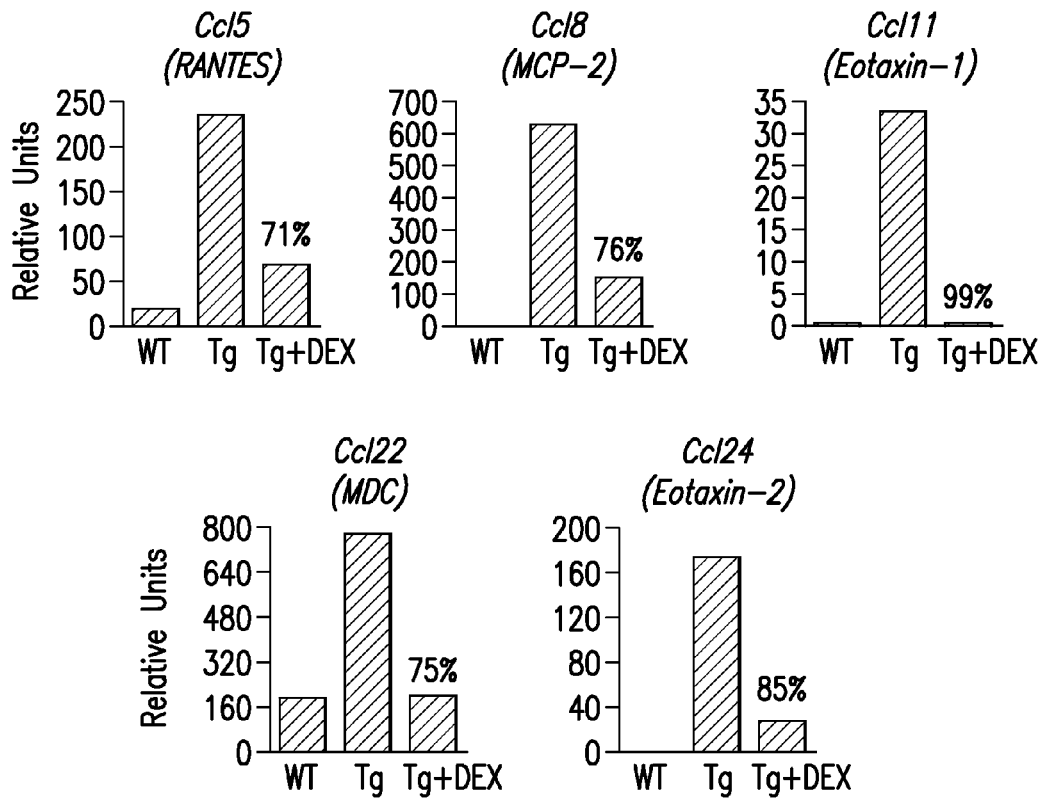 Ccl5
(RANTES)
Ccl8
(MCP-2)
Ccl11
(Eotaxin-1)
Relative Units
250
200
150
100
50
0
71%
WT Tg Tg+DEX
700
600
500
400
300
200
100
0
76%
WT Tg Tg+DEX
35
30
25
20
15
10
5
0
99%
WT Tg Tg+DEX
Ccl22
(MDC)
Ccl24
(Eotaxin-2)
Relative Units
800
640
480
320
160
0
75%
WT Tg Tg+DEX
200
160
120
80
40
0
85%
WT Tg Tg+DEX